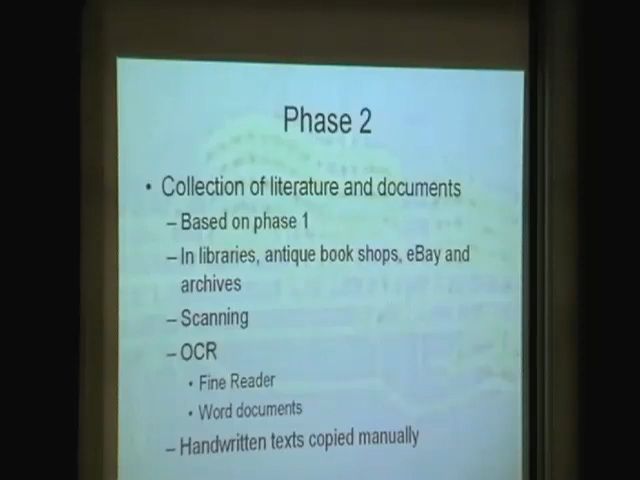 Phase 2
• Collection of literature and documents
– Based on phase 1
– In libraries, antique book shops, eBay and
archives
– Scanning
– OCR
• Fine Reader
• Word documents
– Handwritten texts copied manually